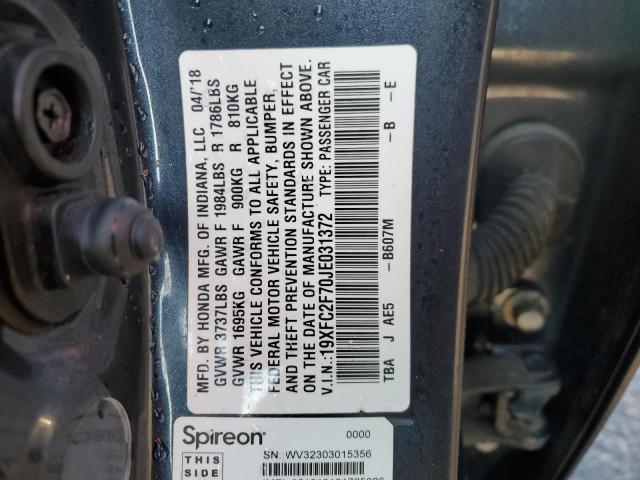 MFD. BY HONDA MFG. OF INDIANA, LLC 04/'18
GVWR 3737LBS GAWR F 1984LBS R 1786LBS
GVWR 1695KG GAWR F 900KG R 810KG
THIS VEHICLE CONFORMS TO ALL APPLICABLE
FEDERAL MOTOR VEHICLE SAFETY, BUMPER,
AND THEFT PREVENTION STANDARDS IN EFFECT
ON THE DATE OF MANUFACTURE SHOWN ABOVE.
V.I.N.:19XFC2F70JE031372 TYPE: PASSENGER CAR
TBA J AE5 -B607M -B -E
Spireon 0000
THIS
SIDE
SN: WV32303015356